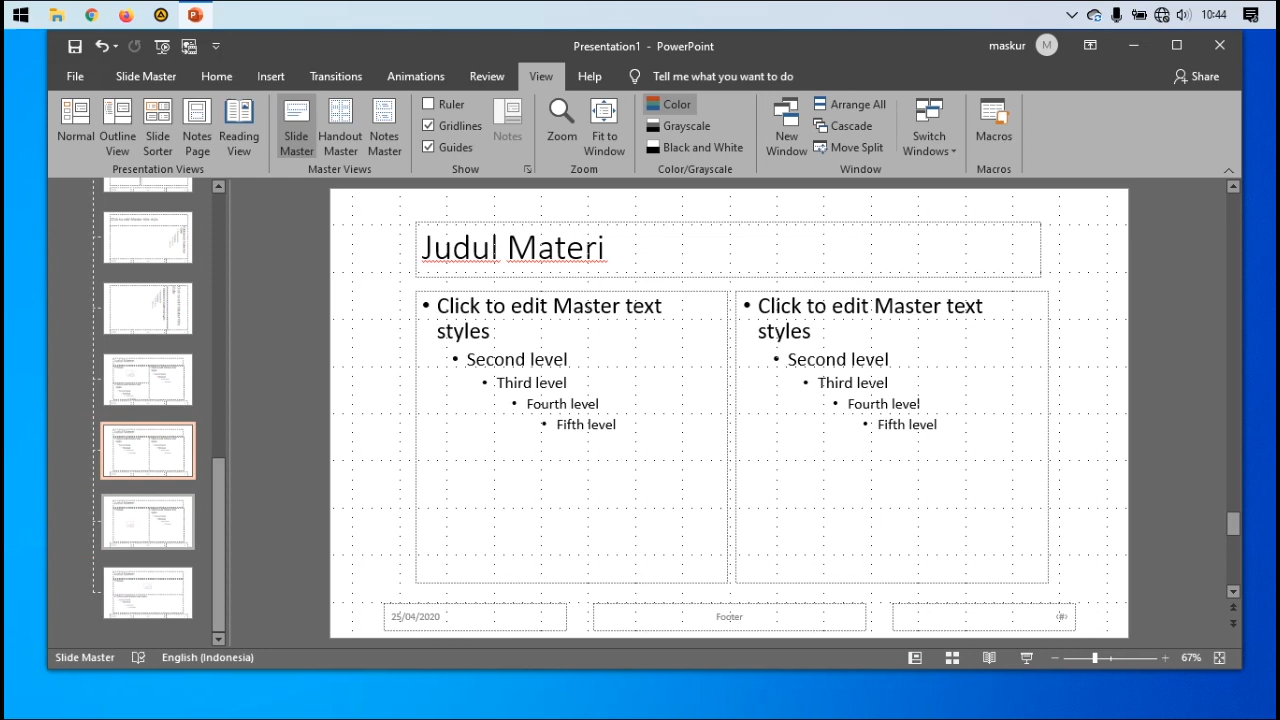 10:44
Presentation1 - PowerPoint
maskur
M
File Slide Master Home Insert Transitions Animations Review View Help Tell me what you want to do Share
Normal
Outline View
Slide Sorter
Notes Page
Reading View
Presentation Views
Slide Master
Handout Master
Notes Master
Master Views
Ruler
Gridlines
Guides
Notes
Show
Zoom
Fit to Window
Zoom
Color
Grayscale
Black and White
Color/Grayscale
New Window
Arrange All
Cascade
Move Split
Switch Windows
Window
Macros
Macros
Judul Materi
• Click to edit Master text
styles
• Second level
• Third level
• Fourth level
• Fifth level
• Click to edit Master text
styles
• Second level
• Third level
• Fourth level
• Fifth level
25/04/2020
Footer
‹#›
Slide Master
English (Indonesia)
67%